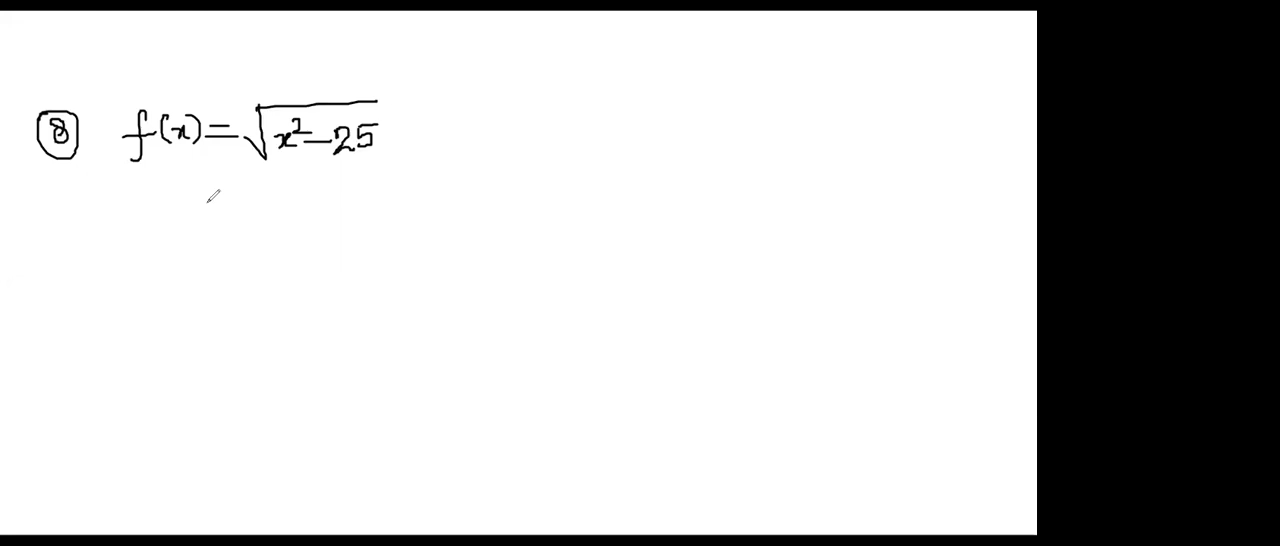 ⑧ f(x) = √(x² – 25)